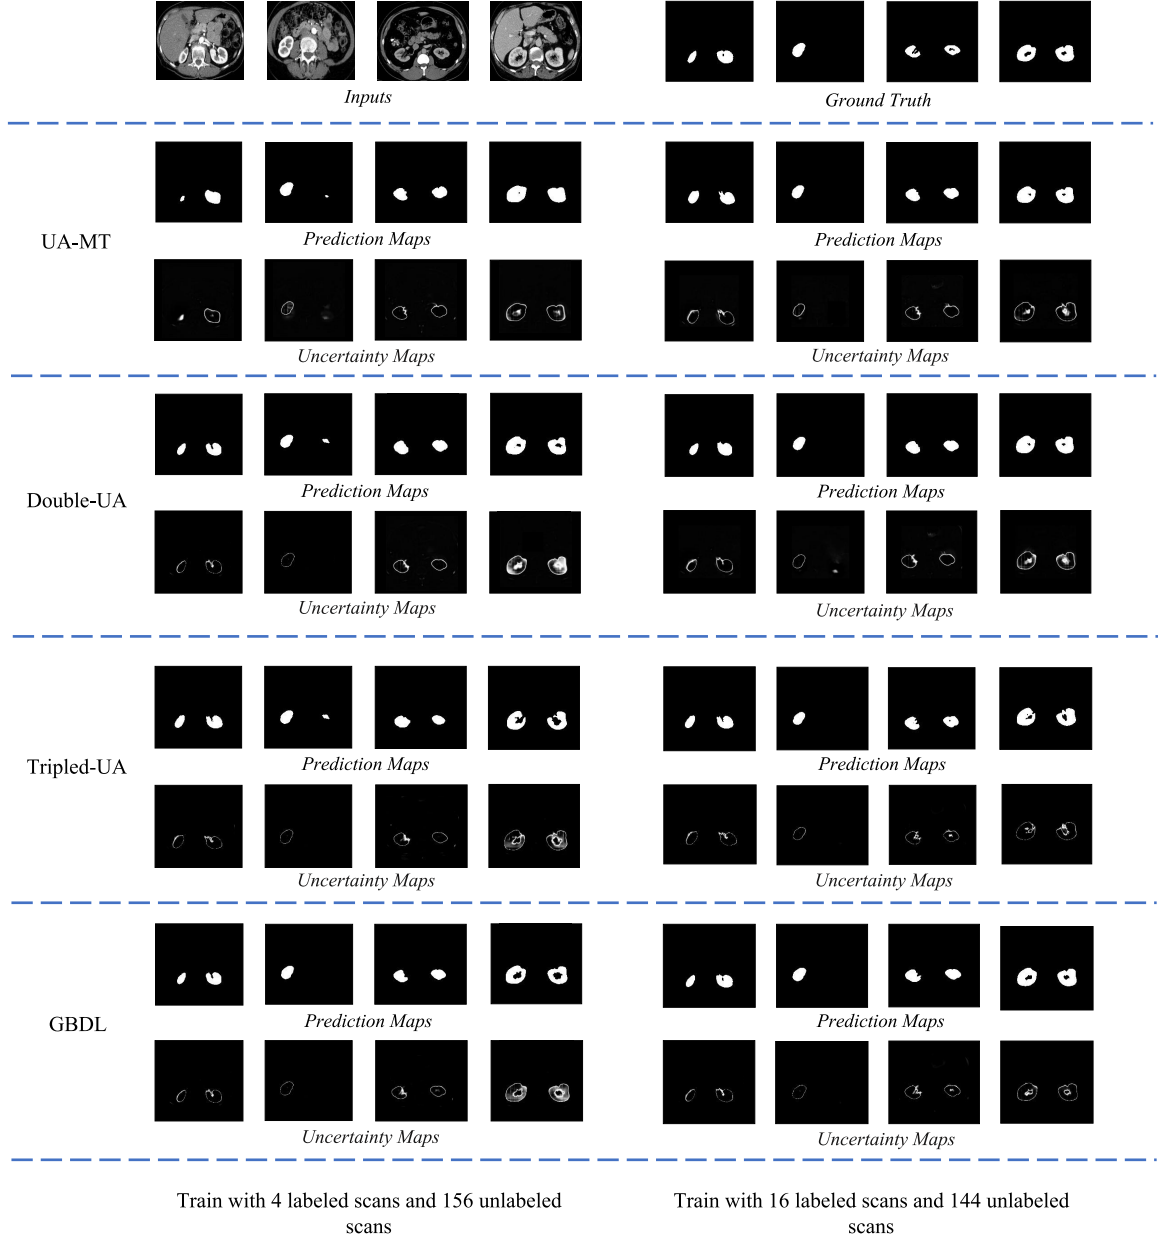 Inputs
Ground Truth
UA-MT
Prediction Maps
Prediction Maps
Uncertainty Maps
Uncertainty Maps
Double-UA
Prediction Maps
Prediction Maps
Uncertainty Maps
Uncertainty Maps
Tripled-UA
Prediction Maps
Prediction Maps
Uncertainty Maps
Uncertainty Maps
GBDL
Prediction Maps
Prediction Maps
Uncertainty Maps
Uncertainty Maps
Train with 4 labeled scans and 156 unlabeled
scans
Train with 16 labeled scans and 144 unlabeled
scans